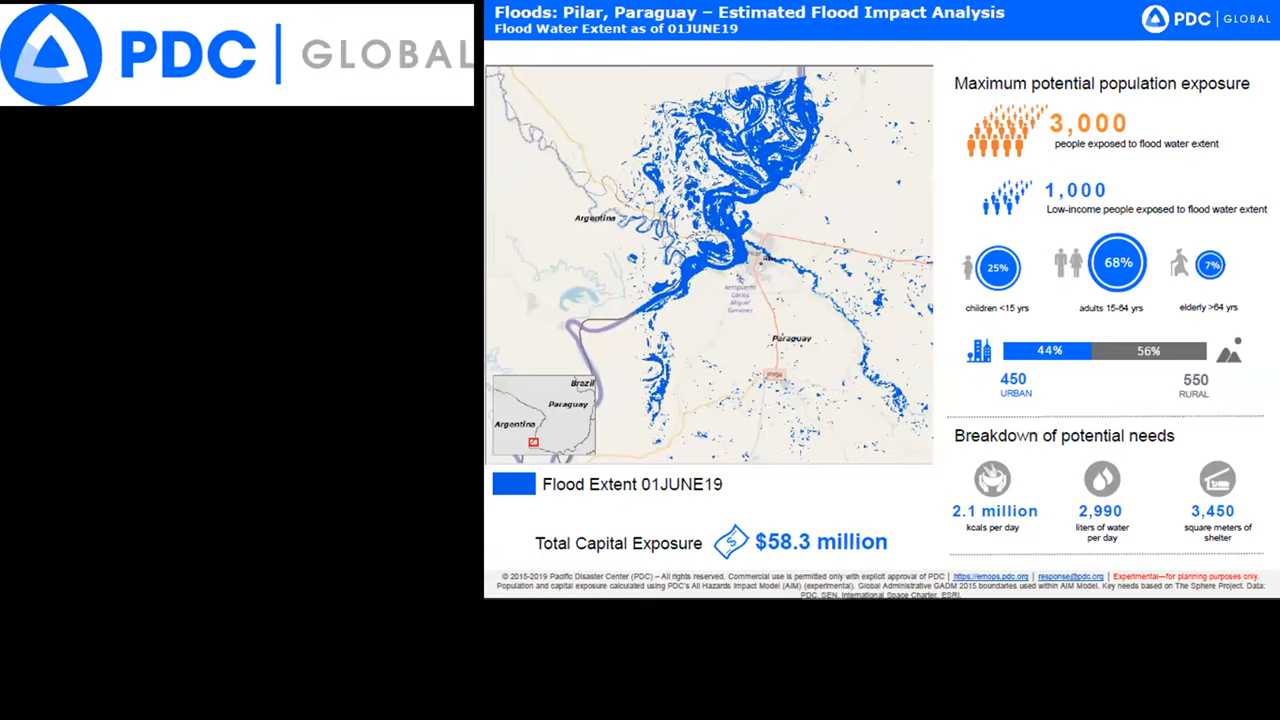 PDC | GLOBAL
Floods: Pilar, Paraguay – Estimated Flood Impact Analysis
Flood Water Extent as of 01JUNE19
PDC | GLOBAL
Argentina
Aeropuerto
Carlos
Miguel
Gimenez
Paraguay
Brazil
Paraguay
Argentina
Flood Extent 01JUNE19
Total Capital Exposure $58.3 million
Maximum potential population exposure
3,000
people exposed to flood water extent
1,000
Low-income people exposed to flood water extent
25% 68% 7%
children <15 yrs adults 15-64 yrs elderly >64 yrs
44% 56%
450 550
URBAN RURAL
Breakdown of potential needs
2.1 million 2,990 3,450
kcals per day liters of water square meters of
per day shelter
© 2015-2019 Pacific Disaster Center (PDC) – All rights reserved. Commercial use is permitted only with explicit approval of PDC | https://emops.pdc.org | response@pdc.org | Experimental—for planning purposes only.
Population and capital exposure calculated using PDC's All Hazards Impact Model (AIM) (experimental). Global Administrative GADM 2015 boundaries used within AIM Model. Key needs based on The Sphere Project. Data:
PDC, SEN, International Space Charter, ESRI.